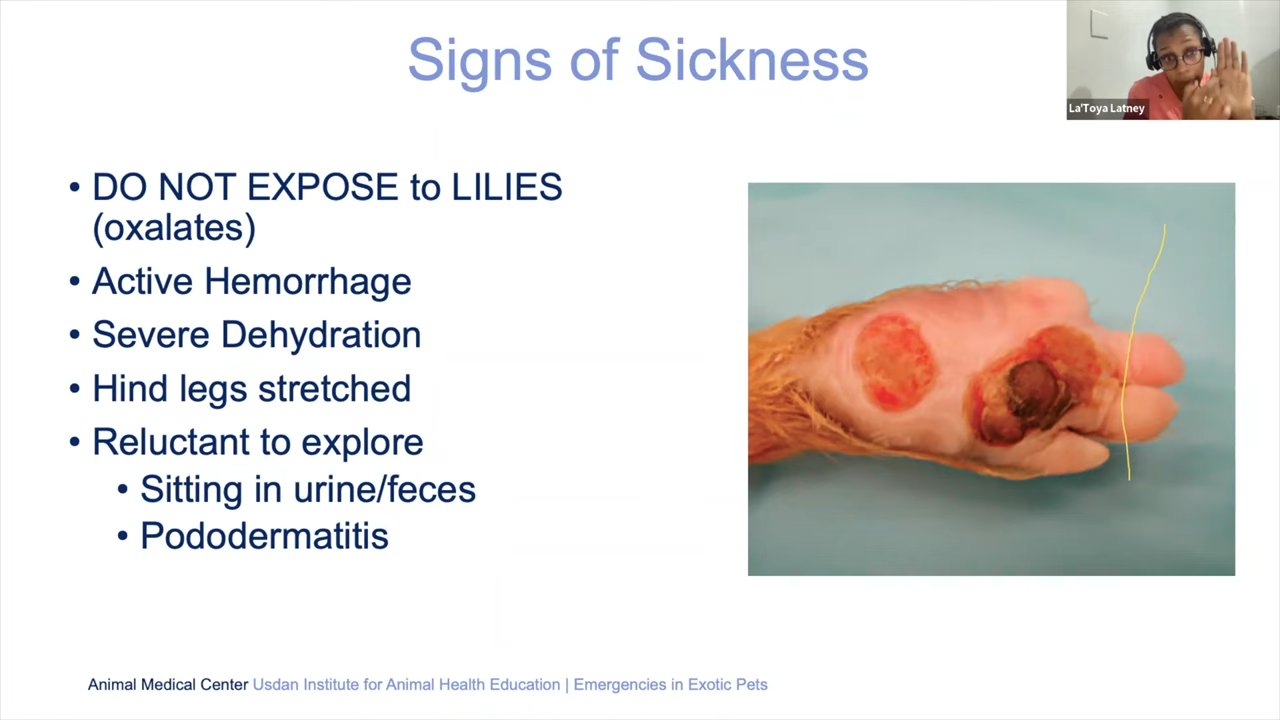 Signs of Sickness
La'Toya Latney
• DO NOT EXPOSE to LILIES
(oxalates)
• Active Hemorrhage
• Severe Dehydration
• Hind legs stretched
• Reluctant to explore
• Sitting in urine/feces
• Pododermatitis
Animal Medical Center Usdan Institute for Animal Health Education | Emergencies in Exotic Pets